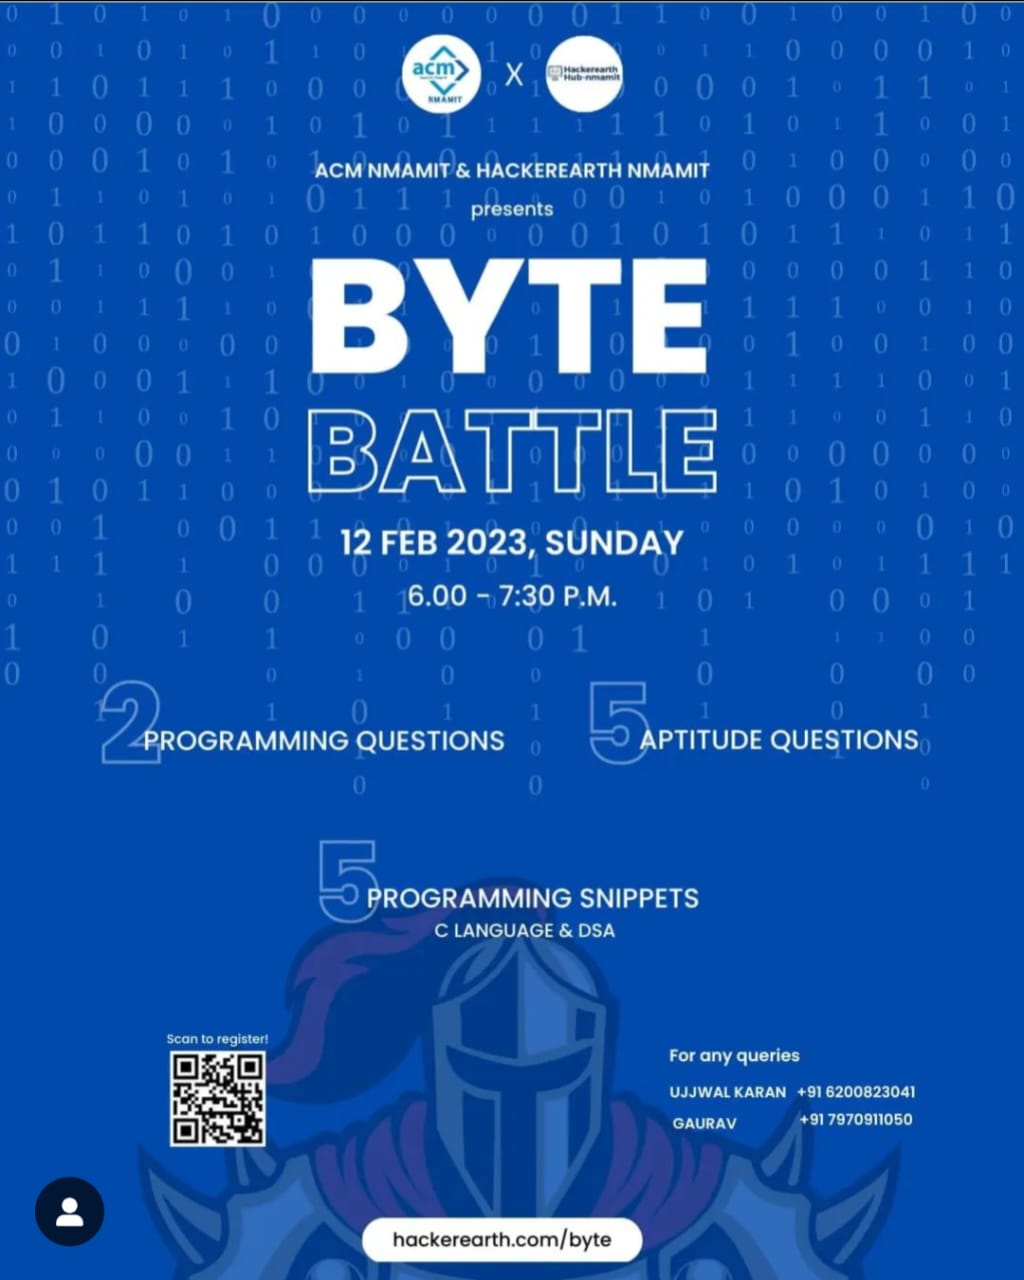 acm
NMAMIT
X
Hackerearth
Hub-nmamit
ACM NMAMIT & HACKEREARTH NMAMIT
presents
BYTE
BATTLE
12 FEB 2023, SUNDAY
6.00 - 7:30 P.M.
2 PROGRAMMING QUESTIONS
5 APTITUDE QUESTIONS
5 PROGRAMMING SNIPPETS
C LANGUAGE & DSA
Scan to register!
For any queries
UJJWAL KARAN +91 6200823041
GAURAV +91 7970911050
hackerearth.com/byte